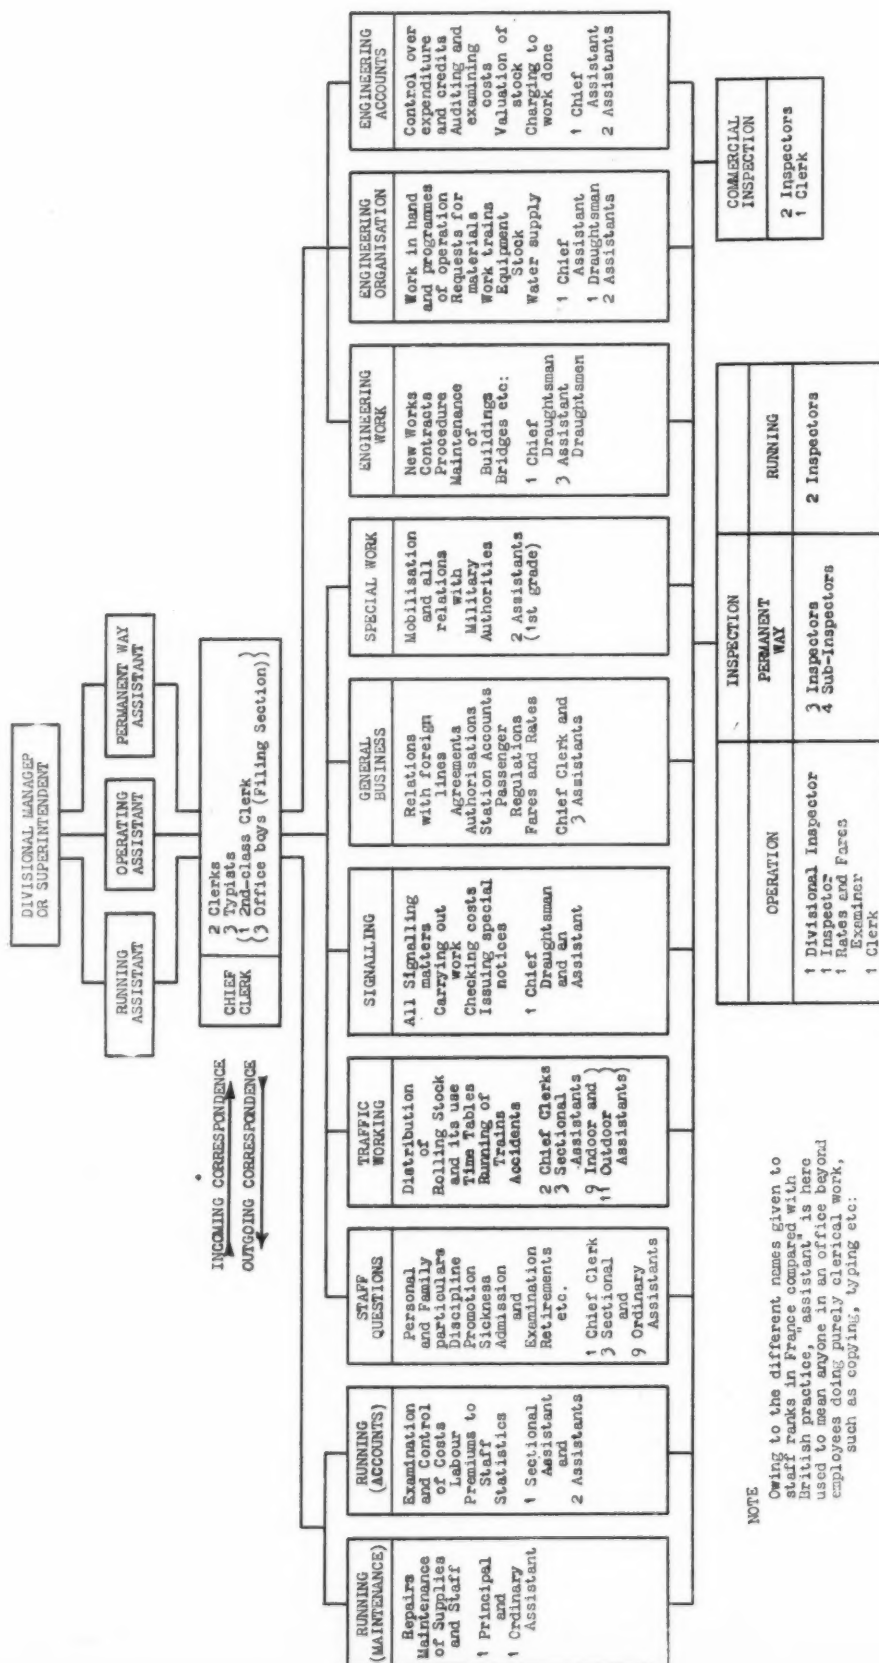 DIVISIONAL MANAGER
OR SUPERINTENDENT
RUNNING
ASSISTANT
OPERATING
ASSISTANT
PERMANENT WAY
ASSISTANT
INCOMING CORRESPONDENCE
OUTGOING CORRESPONDENCE
CHIEF
CLERK
2 Clerks
3 Typists
{1 2nd-class Clerk }
(3 Office boys (Filing Section))
RUNNING
(MAINTENANCE)
Repairs
Maintenance
of Supplies
and Staff
1 Principal
and
1 Ordinary
Assistant
RUNNING
(ACCOUNTS)
Examination
and Control
of Costs
Labour
Premiums to
Staff
Statistics
1 Sectional
Assistant
and
2 Assistants
STAFF
QUESTIONS
Personal
and Family
particulars
Discipline
Promotion
Sickness
Admission
and
Examination
Retirements
etc.
1 Chief Clerk
3 Sectional
and
9 Ordinary
Assistants
TRAFFIC
WORKING
Distribution
of
Rolling Stock
and its use
Time Tables
Running of
Trains
Accidents
2 Chief Clerks
3 Sectional
Assistants
9 Indoor and
11 Outdoor
Assistants
SIGNALLING
All Signalling
matters
Carrying out
work
Checking costs
Issuing special
notices
1 Chief
Draughtsman
and an
Assistant
GENERAL
BUSINESS
Relations
with foreign
lines
Agreements
Authorisations
Station Accounts
Passenger
Regulations
Fares and Rates
Chief Clerk and
3 Assistants
SPECIAL WORK
Mobilisation
and all
relations
with
Military
Authorities
2 Assistants
(1st grade)
ENGINEERING
WORK
New Works
Contracts
Procedure
Maintenance
of
Buildings
Bridges etc:
1 Chief
Draughtsman
3 Assistant
Draughtsmen
ENGINEERING
ORGANISATION
Work in hand
and programmes
of operation
Requests for
materials
Work trains
Equipment
Stock
Water supply
1 Chief
Assistant
1 Draughtsman
2 Assistants
ENGINEERING
ACCOUNTS
Control over
expenditure
and credits
Auditing and
examining
costs
Valuation of
stock
Charging to
work done
1 Chief
Assistant
2 Assistants
INSPECTION
OPERATION
1 Divisional Inspector
1 Inspector
1 Rates and Fares
Examiner
1 Clerk
PERMANENT
WAY
3 Inspectors
4 Sub-Inspectors
RUNNING
2 Inspectors
COMMERCIAL
INSPECTION
2 Inspectors
1 Clerk
NOTE
Owing to the different names given to
staff ranks in France compared with
British practice, "assistant" is here
used to mean anyone in an office beyond
employees doing purely clerical work,
such as copying, typing etc: